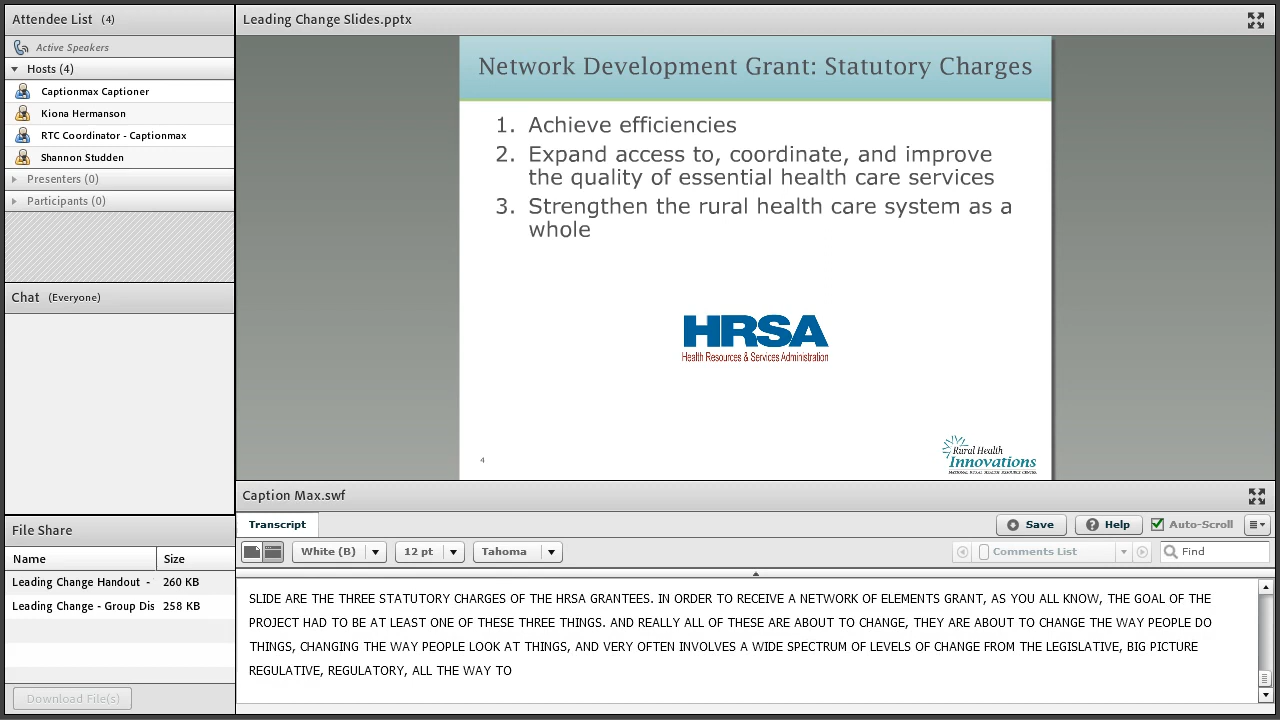 Attendee List (4)
Active Speakers
Hosts (4)
Captionmax Captioner
Kiona Hermanson
RTC Coordinator - Captionmax
Shannon Studden
Presenters (0)
Participants (0)
Chat (Everyone)
File Share
Name Size
Leading Change Handout - 260 KB
Leading Change - Group Dis 258 KB
Download File(s)
Leading Change Slides.pptx
Network Development Grant: Statutory Charges
1. Achieve efficiencies
2. Expand access to, coordinate, and improve
the quality of essential health care services
3. Strengthen the rural health care system as a
whole
HRSA
Health Resources & Services Administration
4
Rural Health
Innovations
NATIONAL RURAL HEALTH RESOURCE CENTER
Caption Max.swf
Transcript
Save Help Auto-Scroll
White (B) 12 pt Tahoma Comments List Find
SLIDE ARE THE THREE STATUTORY CHARGES OF THE HRSA GRANTEES. IN ORDER TO RECEIVE A NETWORK OF ELEMENTS GRANT, AS YOU ALL KNOW, THE GOAL OF THE
PROJECT HAD TO BE AT LEAST ONE OF THESE THREE THINGS. AND REALLY ALL OF THESE ARE ABOUT TO CHANGE, THEY ARE ABOUT TO CHANGE THE WAY PEOPLE DO
THINGS, CHANGING THE WAY PEOPLE LOOK AT THINGS, AND VERY OFTEN INVOLVES A WIDE SPECTRUM OF LEVELS OF CHANGE FROM THE LEGISLATIVE, BIG PICTURE
REGULATIVE, REGULATORY, ALL THE WAY TO